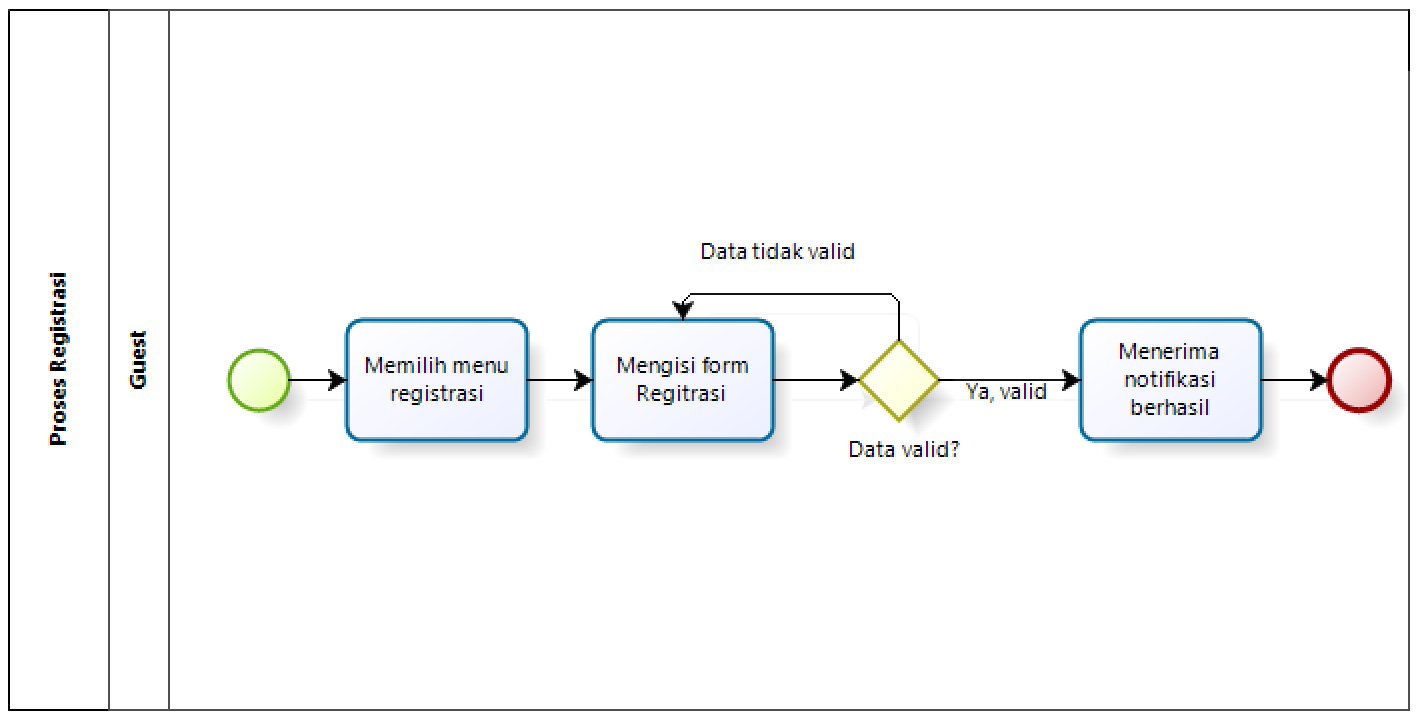 Proses Registrasi
Guest
Memilih menu
registrasi
Mengisi form
Regitrasi
Data tidak valid
Data valid?
Ya, valid
Menerima
notifikasi
berhasil